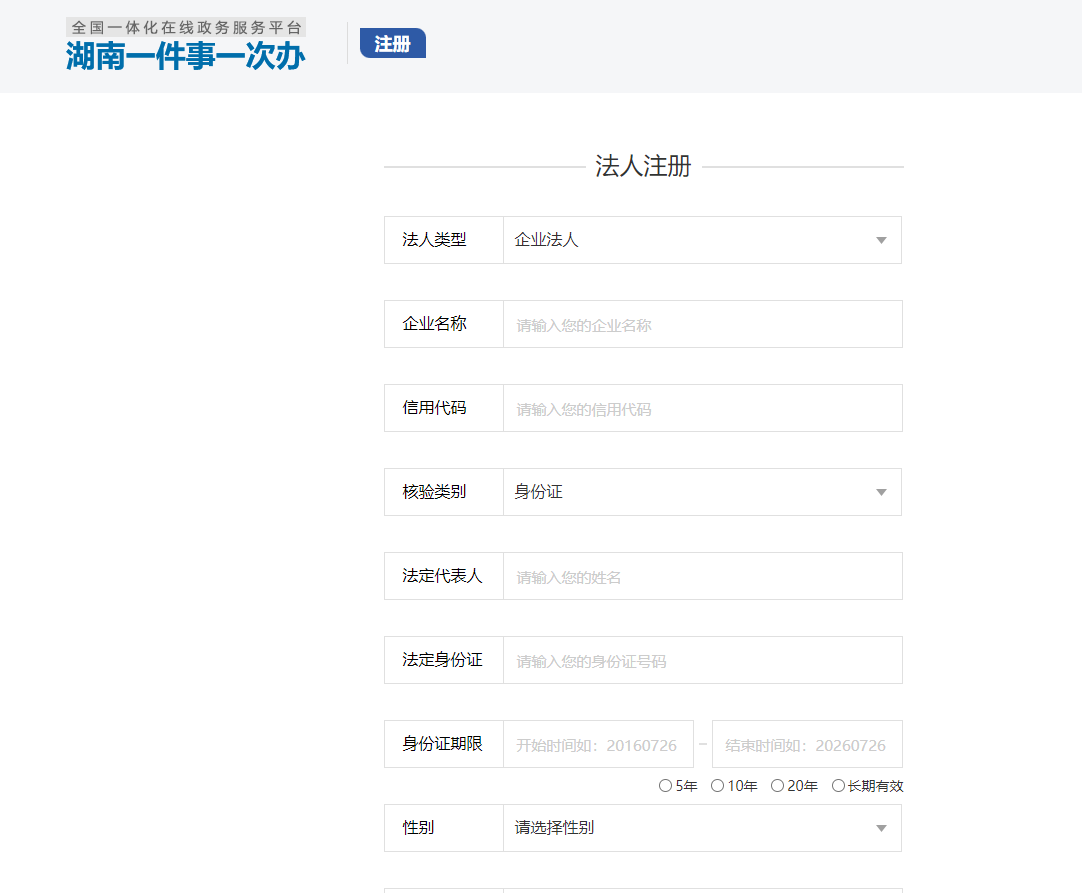 全国一体化在线政务服务平台
湖南一件事一次办
注册
法人注册
法人类型 企业法人
企业名称 请输入您的企业名称
信用代码 请输入您的信用代码
核验类别 身份证
法定代表人 请输入您的姓名
法定身份证 请输入您的身份证号码
身份证期限 开始时间如：20160726 - 结束时间如：20260726
5年 10年 20年 长期有效
性别 请选择性别